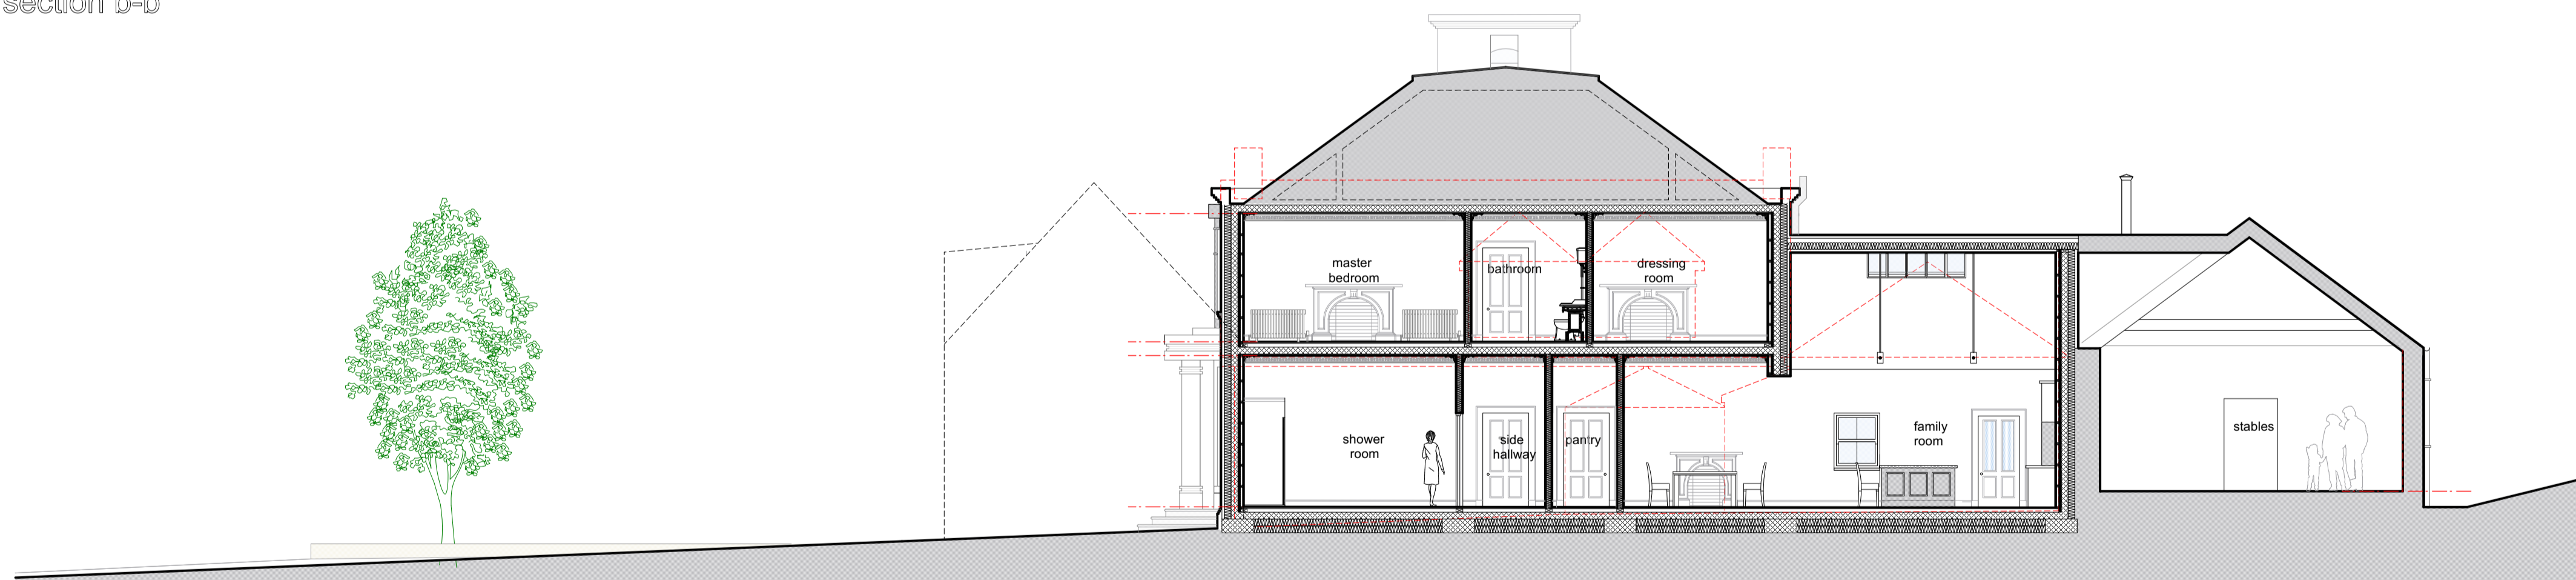 section b-b
master
bedroom
bathroom
dressing
room
shower
room
side
hallway
pantry
family
room
stables